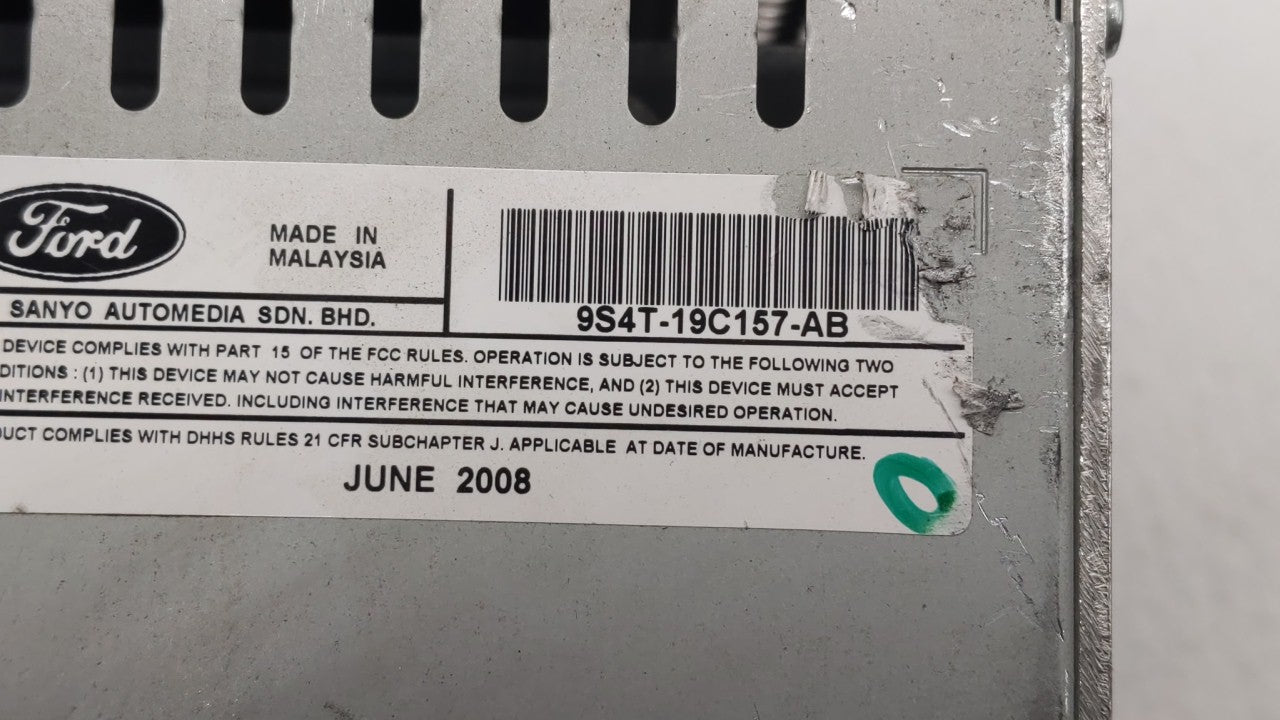 Ford
MADE IN
MALAYSIA
SANYO AUTOMEDIA SDN. BHD.
9S4T-19C157-AB
DEVICE COMPLIES WITH PART 15 OF THE FCC RULES. OPERATION IS SUBJECT TO THE FOLLOWING TWO
DITIONS : (1) THIS DEVICE MAY NOT CAUSE HARMFUL INTERFERENCE, AND (2) THIS DEVICE MUST ACCEPT
INTERFERENCE RECEIVED. INCLUDING INTERFERENCE THAT MAY CAUSE UNDESIRED OPERATION.
DUCT COMPLIES WITH DHHS RULES 21 CFR SUBCHAPTER J. APPLICABLE AT DATE OF MANUFACTURE.
JUNE 2008